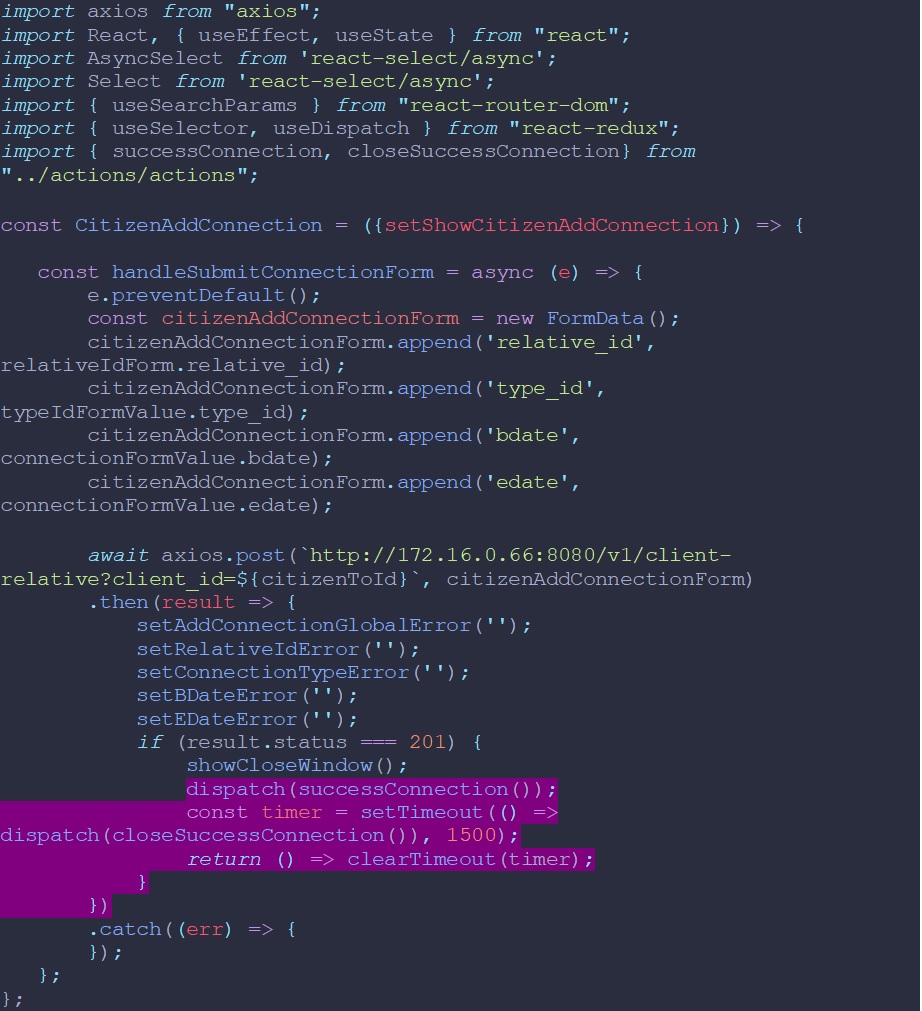 import axios from "axios";
import React, { useEffect, useState } from "react";
import AsyncSelect from 'react-select/async';
import Select from 'react-select/async';
import { useSearchParams } from "react-router-dom";
import { useSelector, useDispatch } from "react-redux";
import { successConnection, closeSuccessConnection} from
"../actions/actions";

const CitizenAddConnection = ({setShowCitizenAddConnection}) => {

   const handleSubmitConnectionForm = async (e) => {
       e.preventDefault();
       const citizenAddConnectionForm = new FormData();
       citizenAddConnectionForm.append('relative_id',
relativeIdForm.relative_id);
       citizenAddConnectionForm.append('type_id',
typeIdFormValue.type_id);
       citizenAddConnectionForm.append('bdate',
connectionFormValue.bdate);
       citizenAddConnectionForm.append('edate',
connectionFormValue.edate);

       await axios.post(`http://172.16.0.66:8080/v1/client-
relative?client_id=${citizenToId}`, citizenAddConnectionForm)
       .then(result => {
           setAddConnectionGlobalError('');
           setRelativeIdError('');
           setConnectionTypeError('');
           setBDateError('');
           setEDateError('');
           if (result.status === 201) {
               showCloseWindow();
               dispatch(successConnection());
               const timer = setTimeout(() =>
dispatch(closeSuccessConnection()), 1500);
               return () => clearTimeout(timer);
           }
       })
       .catch((err) => {
       });
   };
};